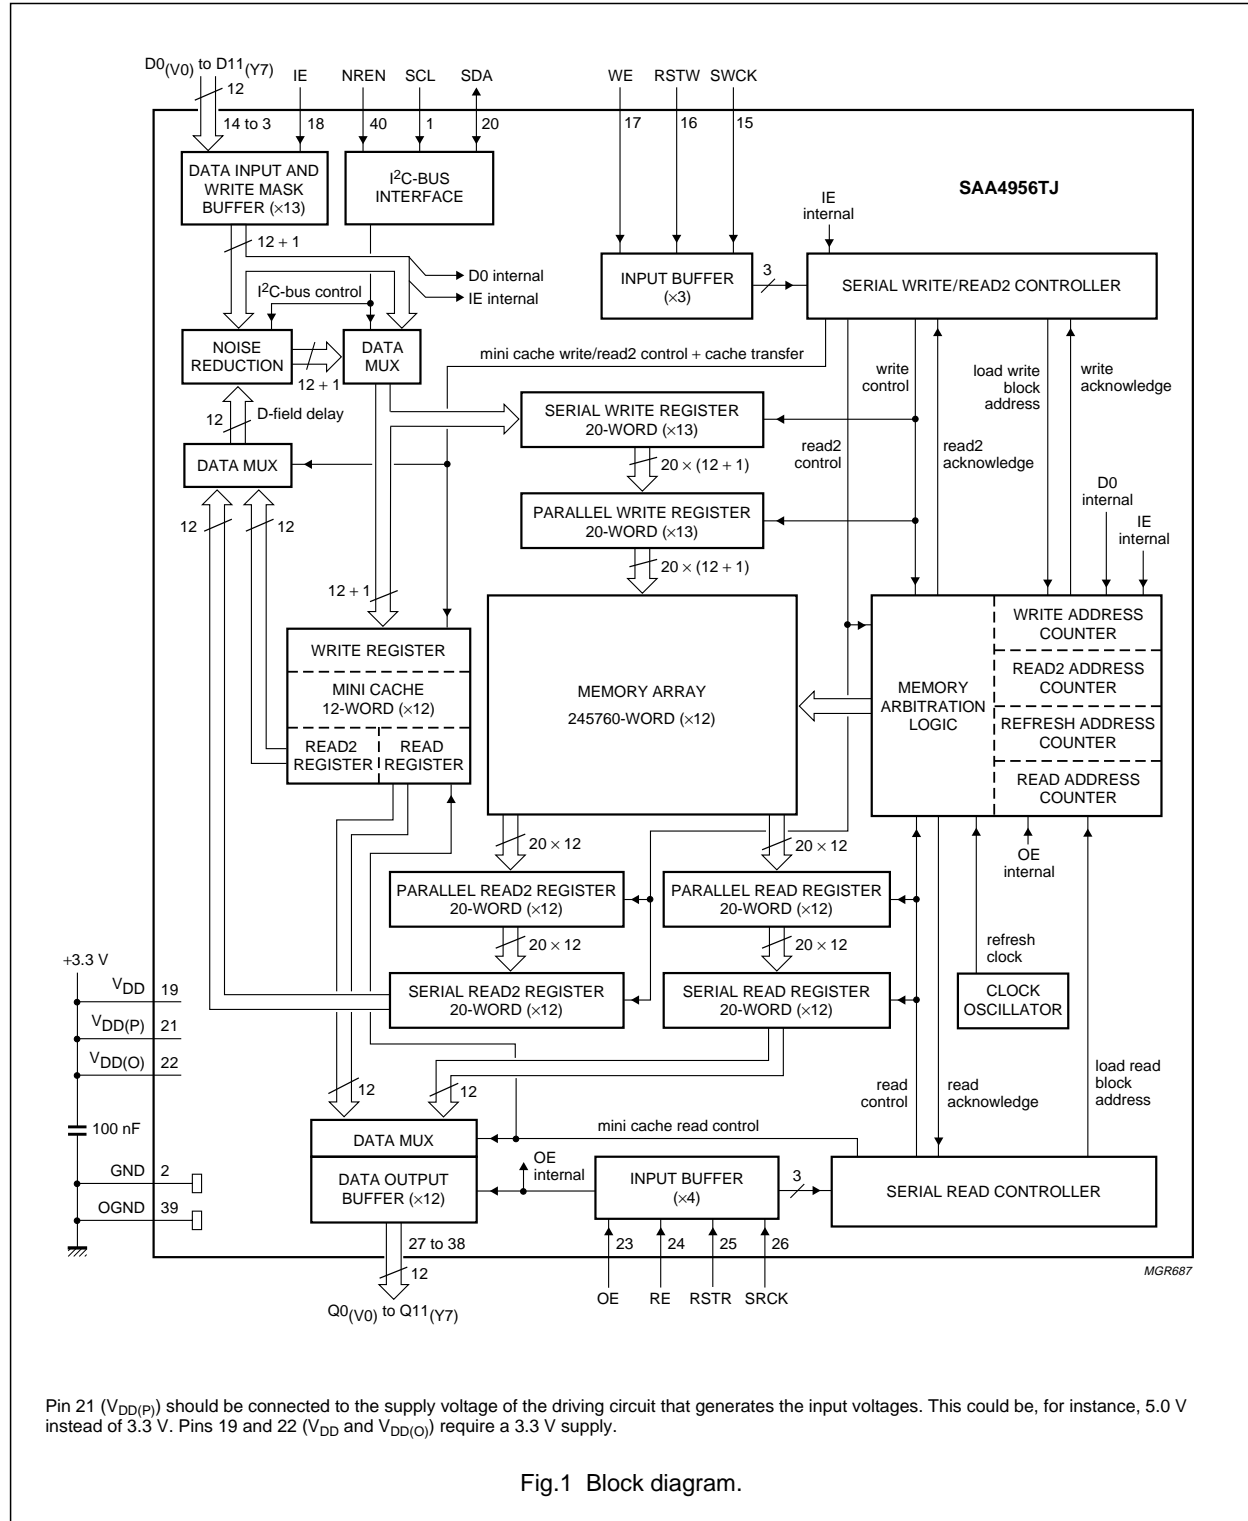 D0(V0) to D11(Y7)
12
IE
NREN
SCL
SDA
WE
RSTW
SWCK
14 to 3
18
40
1
20
17
16
15
DATA INPUT AND
WRITE MASK
BUFFER (×13)
I2C-BUS
INTERFACE
SAA4956TJ
IE
internal
12 + 1
D0 internal
IE internal
I2C-bus control
INPUT BUFFER
(×3)
3
SERIAL WRITE/READ2 CONTROLLER
NOISE
REDUCTION
12 + 1
DATA
MUX
mini cache write/read2 control + cache transfer
write
control
load write
block
address
write
acknowledge
12
D-field delay
SERIAL WRITE REGISTER
20-WORD (×13)
read2
control
read2
acknowledge
DATA MUX
20 × (12 + 1)
D0
internal
IE
internal
12
12
PARALLEL WRITE REGISTER
20-WORD (×13)
20 × (12 + 1)
12 + 1
WRITE REGISTER
MINI CACHE
12-WORD (×12)
READ2
REGISTER
READ
REGISTER
MEMORY ARRAY
245760-WORD (×12)
MEMORY
ARBITRATION
LOGIC
WRITE ADDRESS
COUNTER
READ2 ADDRESS
COUNTER
REFRESH ADDRESS
COUNTER
READ ADDRESS
COUNTER
20 × 12
20 × 12
OE
internal
PARALLEL READ2 REGISTER
20-WORD (×12)
PARALLEL READ REGISTER
20-WORD (×12)
20 × 12
20 × 12
refresh
clock
SERIAL READ2 REGISTER
20-WORD (×12)
SERIAL READ REGISTER
20-WORD (×12)
CLOCK
OSCILLATOR
+3.3 V
VDD
19
VDD(P)
21
VDD(O)
22
100 nF
GND
2
OGND
39
12
12
read
control
read
acknowledge
load read
block
address
mini cache read control
DATA MUX
DATA OUTPUT
BUFFER (×12)
OE
internal
INPUT BUFFER
(×4)
3
SERIAL READ CONTROLLER
27 to 38
12
23
24
25
26
MGR687
Q0(V0) to Q11(Y7)
OE
RE
RSTR
SRCK
Pin 21 (VDD(P)) should be connected to the supply voltage of the driving circuit that generates the input voltages. This could be, for instance, 5.0 V
instead of 3.3 V. Pins 19 and 22 (VDD and VDD(O)) require a 3.3 V supply.
Fig.1 Block diagram.